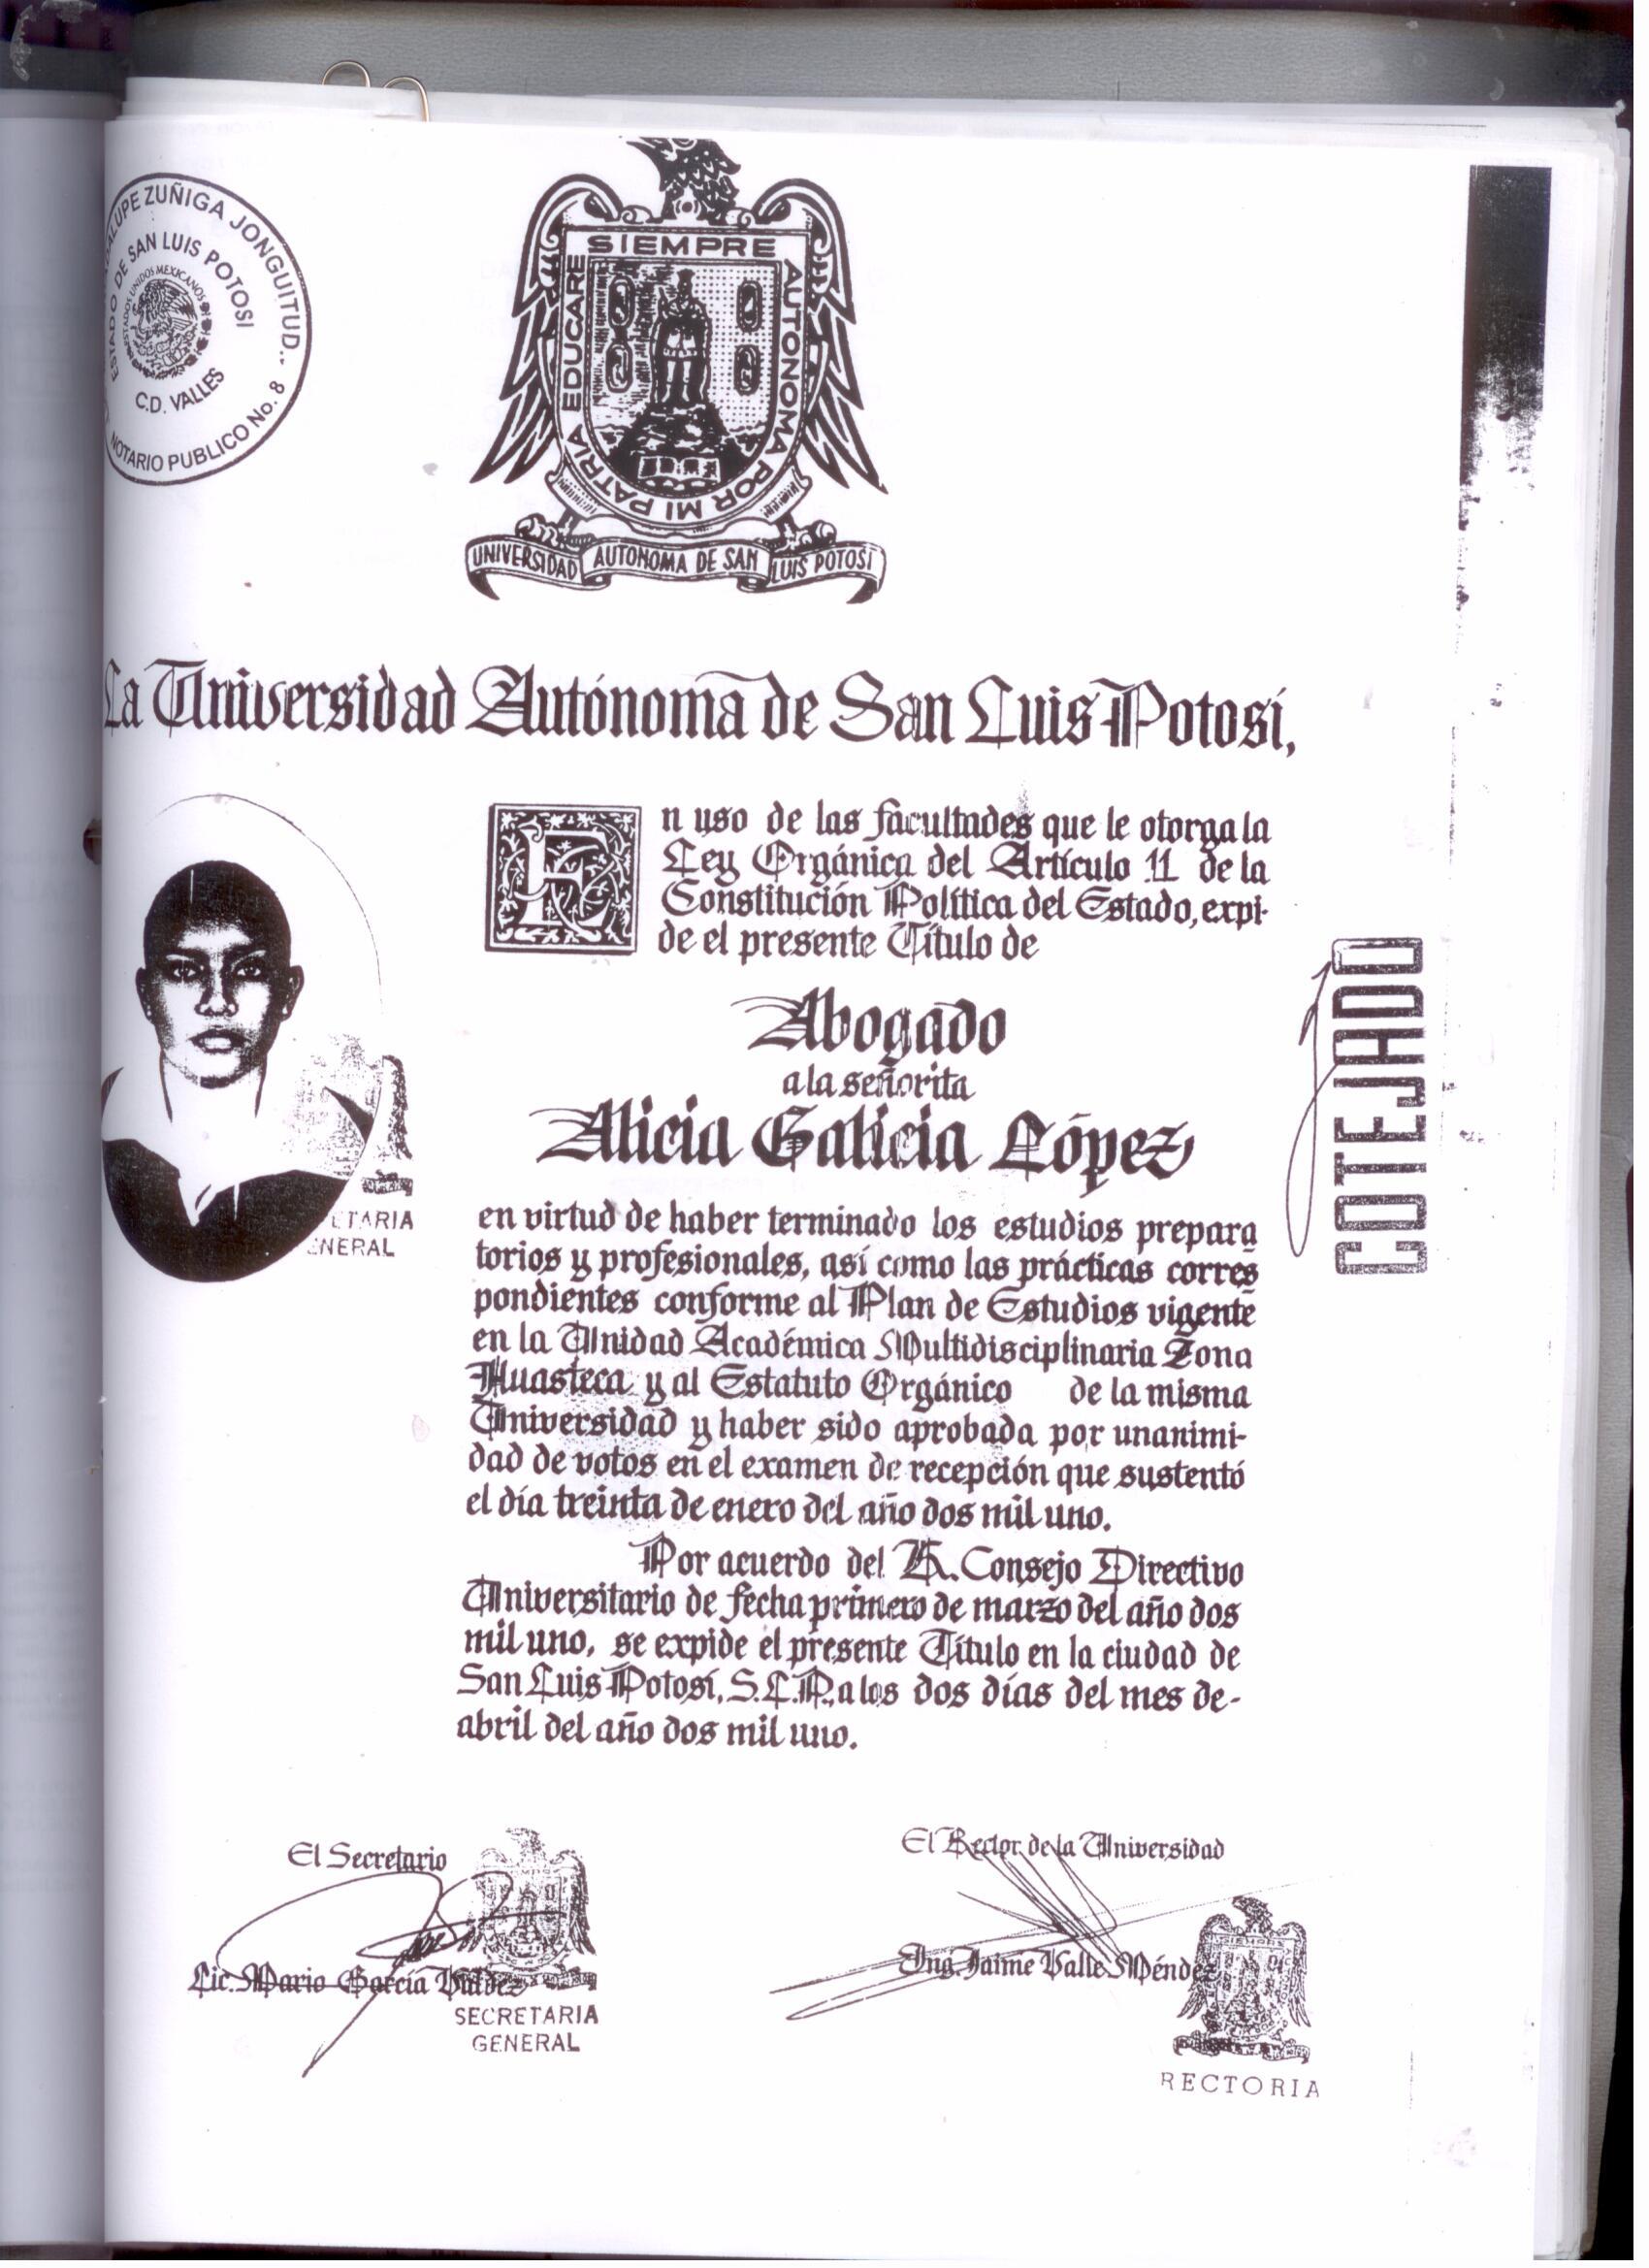 ALUPE ZUÑIGA JONGUITUD..
ESTADO DE SAN LUIS POTOSI
ESTADOS UNIDOS MEXICANOS
C.D. VALLES
NOTARIO PUBLICO No. 8
SIEMPRE AUTONOMA POR MI PATRIA EDUCARE
UNIVERSIDAD AUTONOMA DE SAN LUIS POTOSI
La Universidad Autónoma de San Luis Potosí,
En uso de las facultades que le otorga la
Ley Orgánica del Artículo 11 de la
Constitución Política del Estado, expi-
de el presente Título de
Abogado
a la señorita
Alicia Galicia López
COTEJADO
ETARIA
ENERAL
en virtud de haber terminado los estudios prepara
torios y profesionales, así como las prácticas corres
pondientes conforme al Plan de Estudios vigente
en la Unidad Académica Multidisciplinaria Zona
Huasteca y al Estatuto Orgánico de la misma
Universidad y haber sido aprobada por unanimi-
dad de votos en el examen de recepción que sustentó
el día treinta de enero del año dos mil uno.
Por acuerdo del H. Consejo Directivo
Universitario de fecha primero de marzo del año dos
mil uno, se expide el presente Título en la ciudad de
San Luis Potosí, S.L.P. a los dos días del mes de-
abril del año dos mil uno.
El Secretario
Lic. Mario García Valdez
SECRETARIA
GENERAL
El Rector de la Universidad
Ing. Jaime Valle Méndez
SIEMPRE
RECTORIA